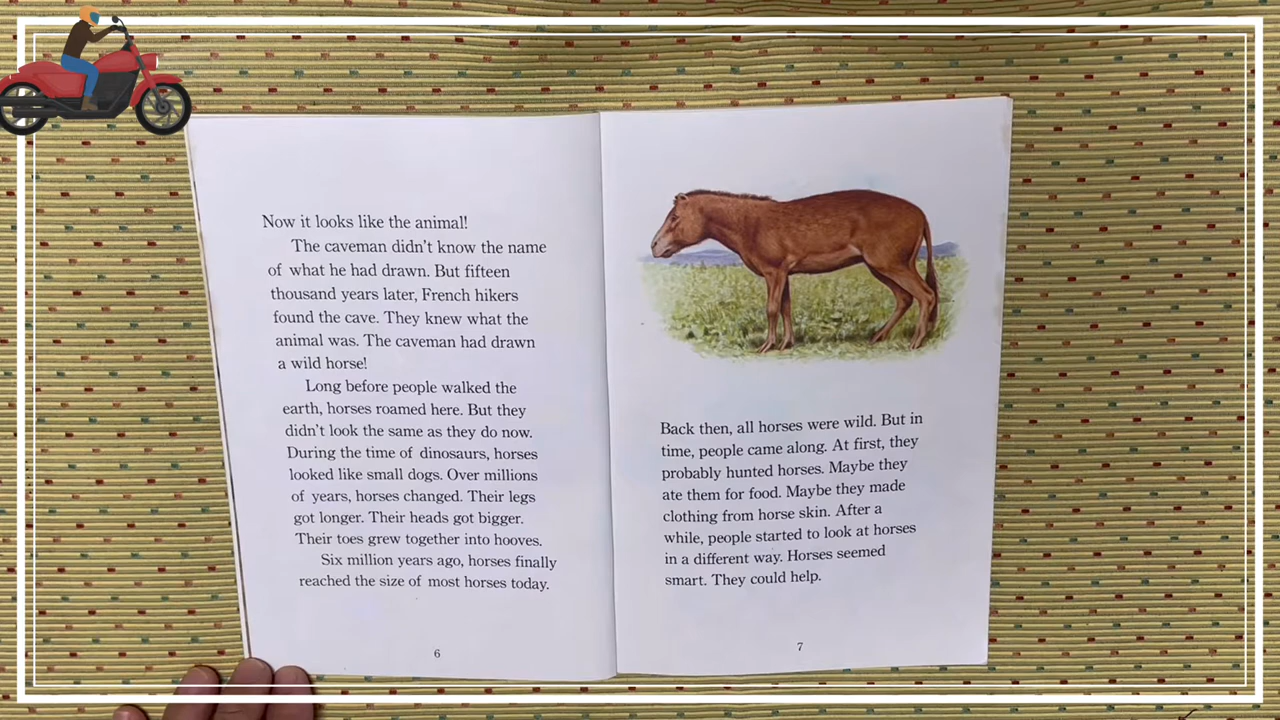 Now it looks like the animal!
The caveman didn't know the name
of what he had drawn. But fifteen
thousand years later, French hikers
found the cave. They knew what the
animal was. The caveman had drawn
a wild horse!
Long before people walked the
earth, horses roamed here. But they
didn't look the same as they do now.
During the time of dinosaurs, horses
looked like small dogs. Over millions
of years, horses changed. Their legs
got longer. Their heads got bigger.
Their toes grew together into hooves.
Six million years ago, horses finally
reached the size of most horses today.
6
Back then, all horses were wild. But in
time, people came along. At first, they
probably hunted horses. Maybe they
ate them for food. Maybe they made
clothing from horse skin. After a
while, people started to look at horses
in a different way. Horses seemed
smart. They could help.
7